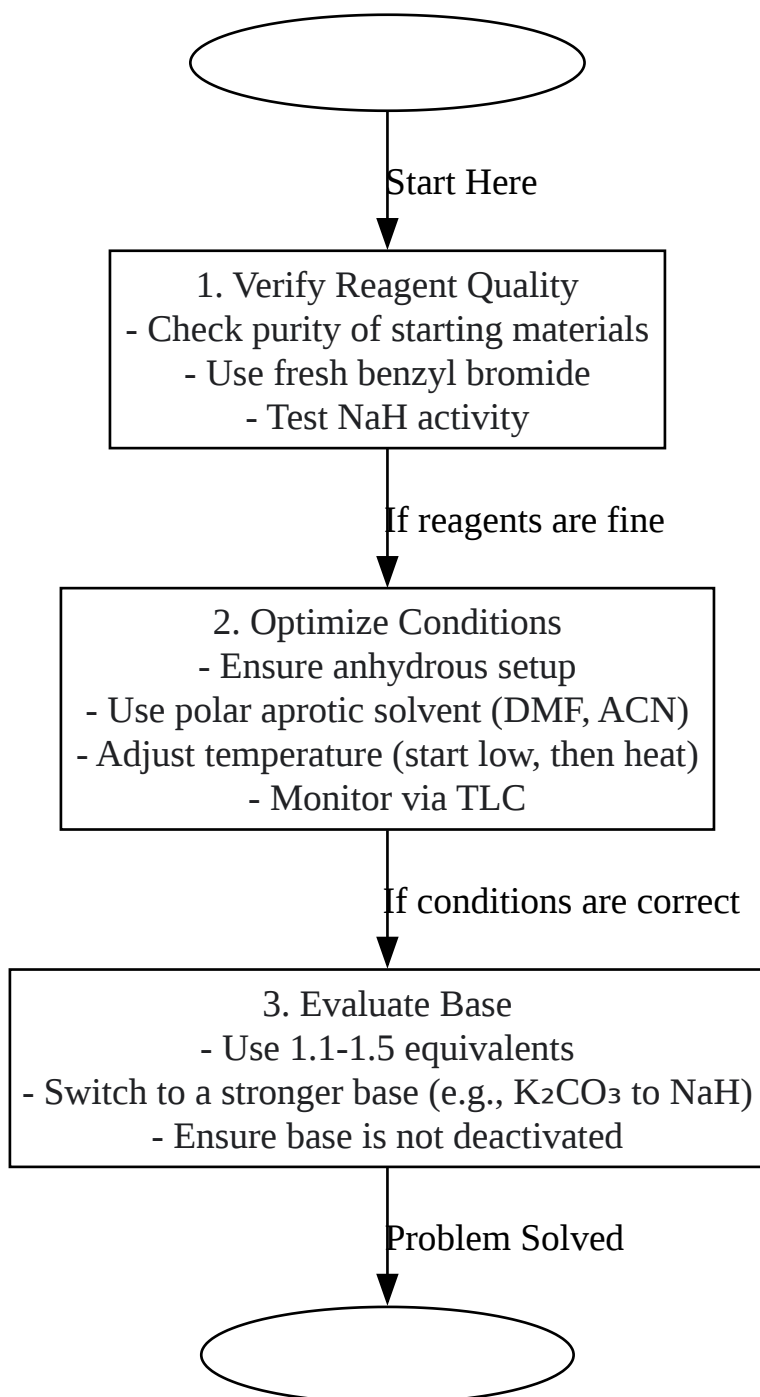 Start Here
1. Verify Reagent Quality
- Check purity of starting materials
- Use fresh benzyl bromide
- Test NaH activity
If reagents are fine
2. Optimize Conditions
- Ensure anhydrous setup
- Use polar aprotic solvent (DMF, ACN)
- Adjust temperature (start low, then heat)
- Monitor via TLC
If conditions are correct
3. Evaluate Base
- Use 1.1-1.5 equivalents
- Switch to a stronger base (e.g., K₂CO₃ to NaH)
- Ensure base is not deactivated
Problem Solved